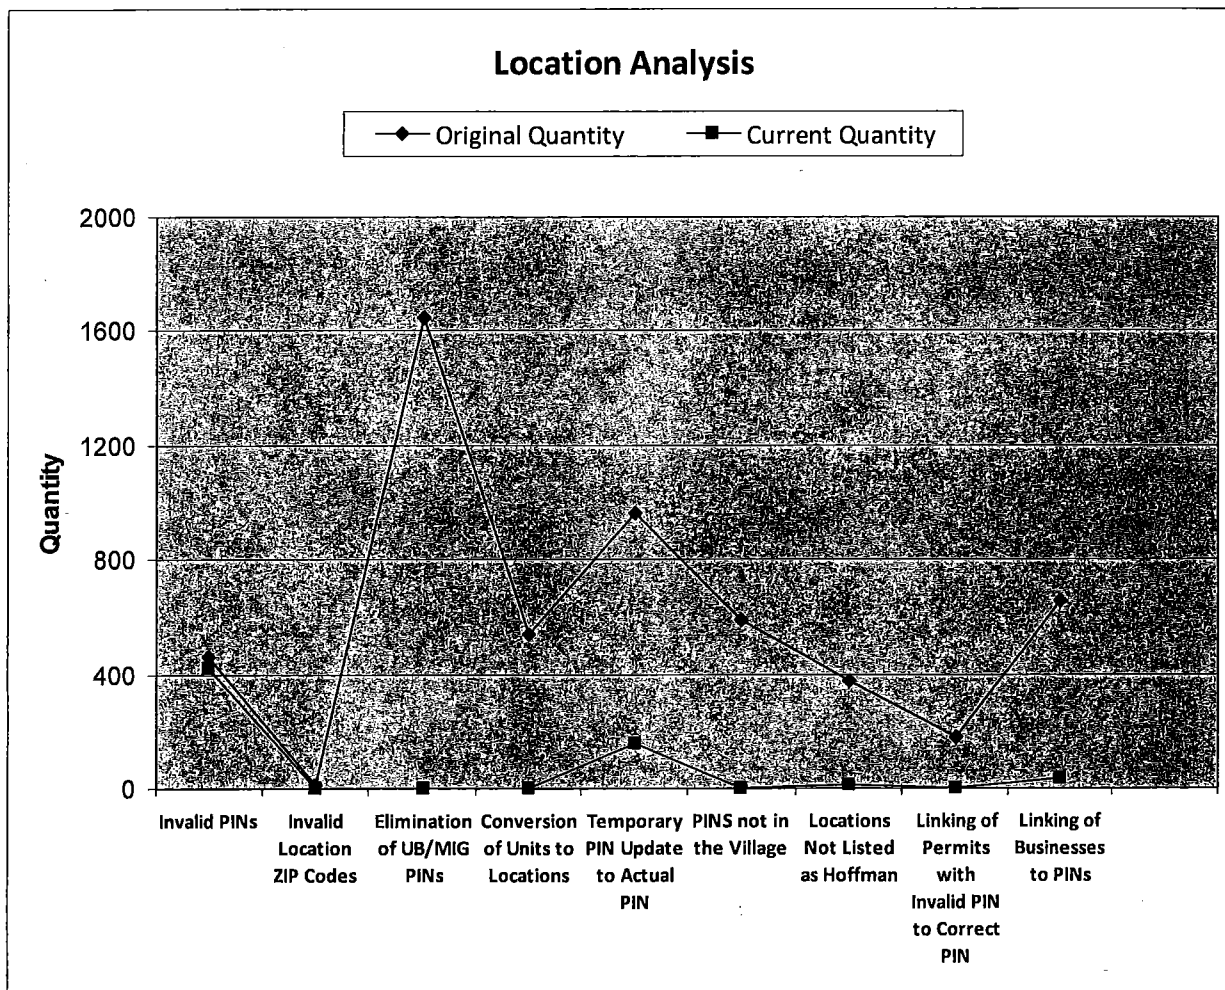 Location Analysis
Original Quantity
Current Quantity
2000
1600
1200
800
400
0
Quantity
Invalid PINs
Invalid
Location
ZIP Codes
Elimination
of UB/MIG
PINs
Conversion
of Units to
Locations
Temporary
PIN Update
to Actual
PIN
PINS not in
the Village
Locations
Not Listed
as Hoffman
Linking of
Permits
with
Invalid PIN
to Correct
PIN
Linking of
Businesses
to PINs